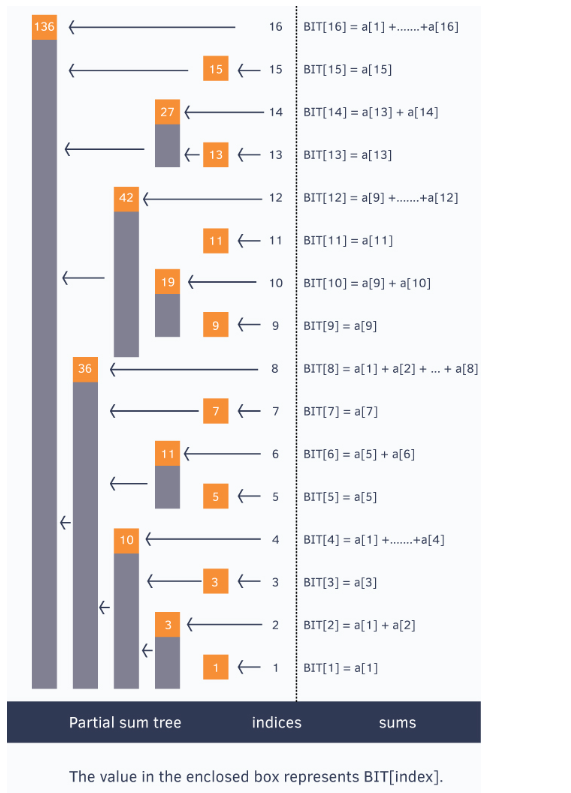 136 16 BIT[16] = a[1] +.......+a[16]
15 15 BIT[15] = a[15]
27 14 BIT[14] = a[13] + a[14]
13 13 BIT[13] = a[13]
42 12 BIT[12] = a[9] +.......+a[12]
11 11 BIT[11] = a[11]
19 10 BIT[10] = a[9] + a[10]
9 9 BIT[9] = a[9]
36 8 BIT[8] = a[1] + a[2] + ... + a[8]
7 7 BIT[7] = a[7]
11 6 BIT[6] = a[5] + a[6]
5 5 BIT[5] = a[5]
10 4 BIT[4] = a[1] +.......+a[4]
3 3 BIT[3] = a[3]
3 2 BIT[2] = a[1] + a[2]
1 1 BIT[1] = a[1]
Partial sum tree indices sums
The value in the enclosed box represents BIT[index].